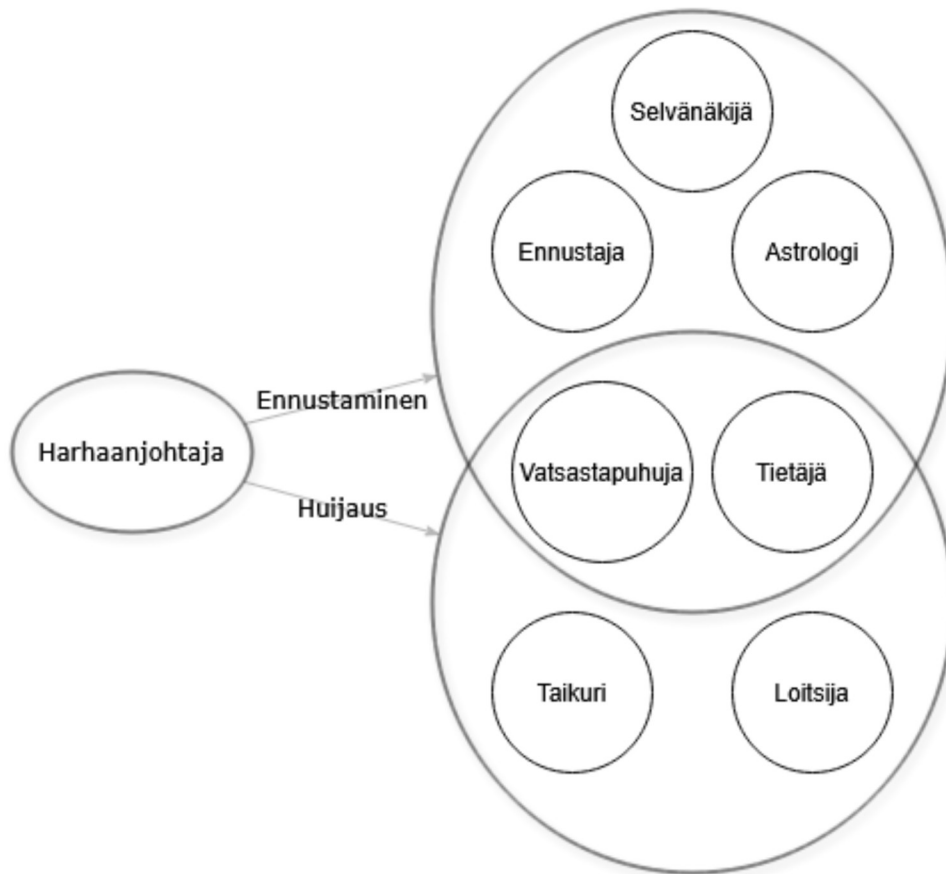 Selvänäkijä
Ennustaja
Astrologi
Ennustaminen
Harhaanjohtaja
Vatsastapuhuja
Tietäjä
Huijaus
Taikuri
Loitsija